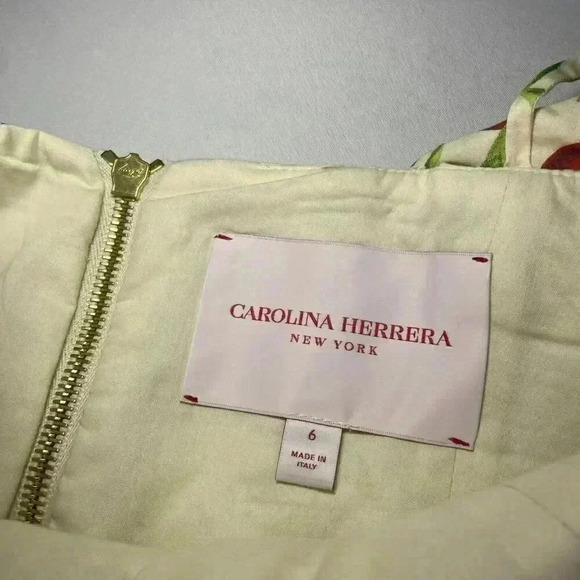 CAROLINA HERRERA
NEW YORK
6
MADE IN
ITALY